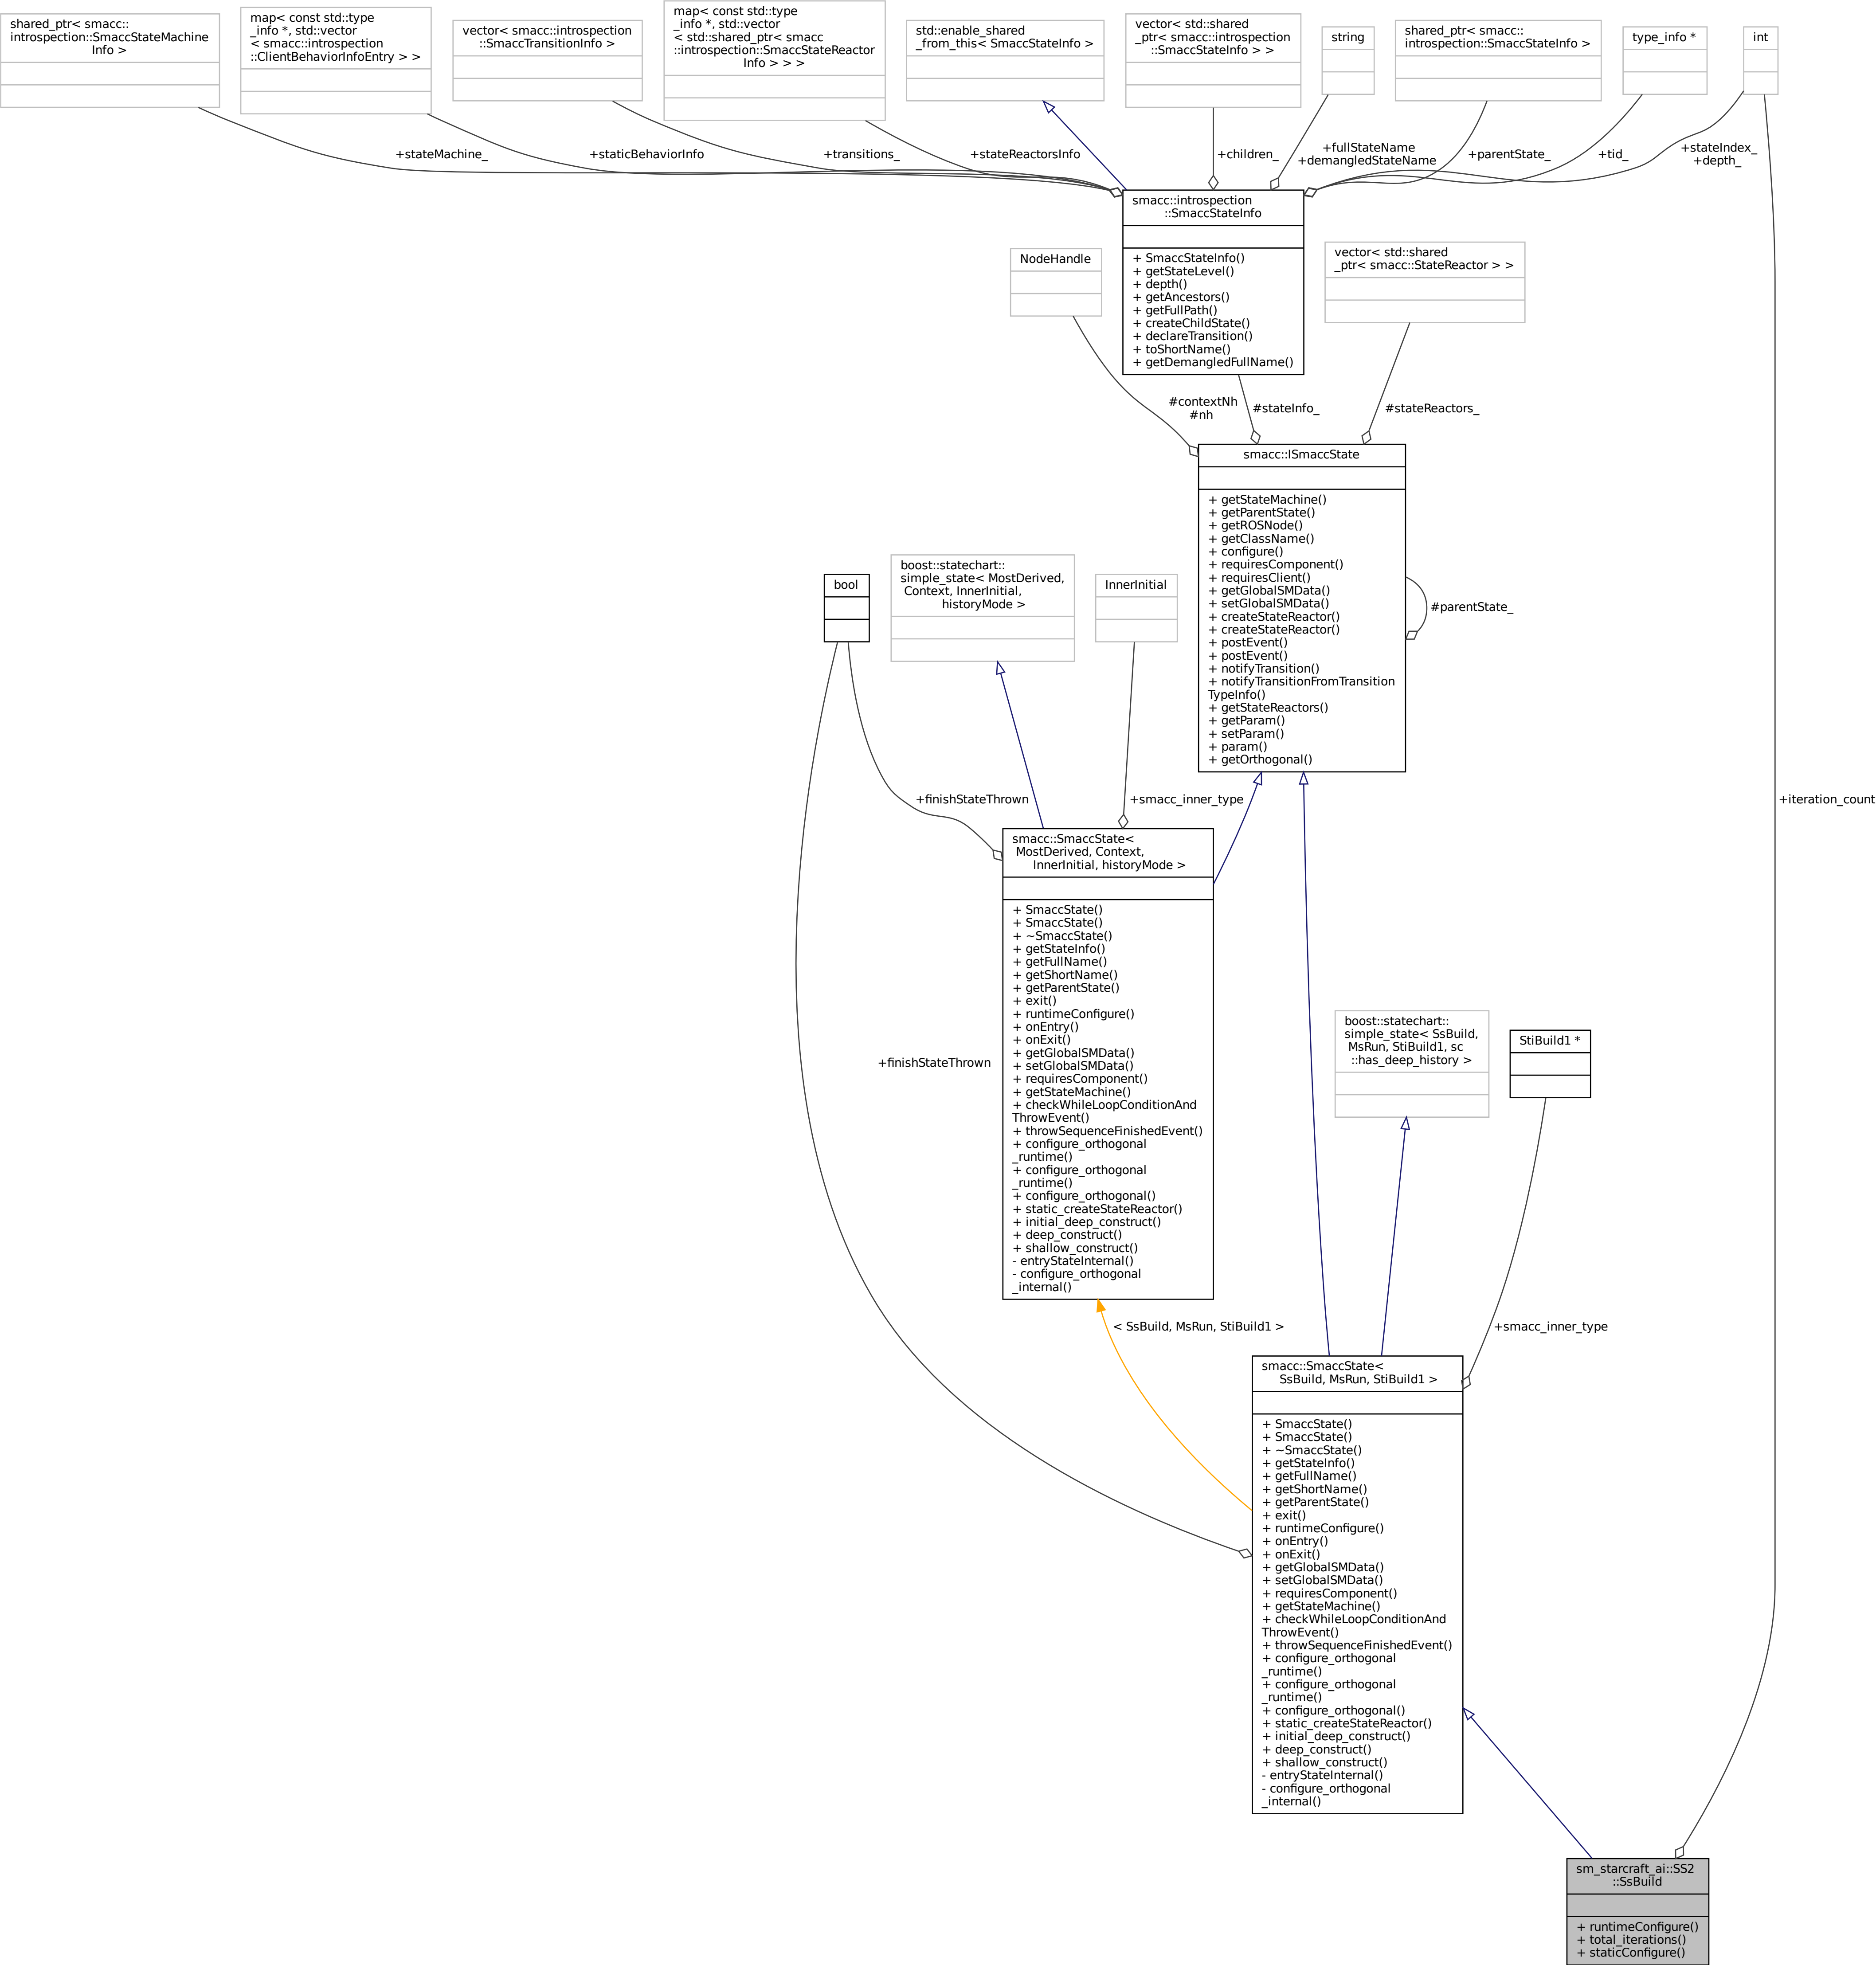 shared_ptr< smacc::
introspection::SmaccStateMachine
Info >
map< const std::type
_info *, std::vector
< smacc::introspection
::ClientBehaviorInfoEntry > >
vector< smacc::introspection
::SmaccTransitionInfo >
map< const std::type
_info *, std::vector
< std::shared_ptr< smacc
::introspection::SmaccStateReactor
Info > > >
std::enable_shared
_from_this< SmaccStateInfo >
vector< std::shared
_ptr< smacc::introspection
::SmaccStateInfo > >
string
shared_ptr< smacc::
introspection::SmaccStateInfo >
type_info *
int
+stateMachine_
+staticBehaviorInfo
+transitions_
+stateReactorsInfo
+children_
+fullStateName
+demangledStateName
+parentState_
+tid_
+stateIndex_
+depth_
smacc::introspection
::SmaccStateInfo
+ SmaccStateInfo()
+ getStateLevel()
+ depth()
+ getAncestors()
+ getFullPath()
+ createChildState()
+ declareTransition()
+ toShortName()
+ getDemangledFullName()
NodeHandle
vector< std::shared
_ptr< smacc::StateReactor > >
#contextNh
#nh
#stateInfo_
#stateReactors_
smacc::ISmaccState
+ getStateMachine()
+ getParentState()
+ getROSNode()
+ getClassName()
+ configure()
+ requiresComponent()
+ requiresClient()
+ getGlobalSMData()
+ setGlobalSMData()
+ createStateReactor()
+ createStateReactor()
+ postEvent()
+ postEvent()
+ notifyTransition()
+ notifyTransitionFromTransition
TypeInfo()
+ getStateReactors()
+ getParam()
+ setParam()
+ param()
+ getOrthogonal()
#parentState_
bool
boost::statechart::
simple_state< MostDerived,
Context, InnerInitial,
historyMode >
InnerInitial
+finishStateThrown
+smacc_inner_type
+iteration_count
smacc::SmaccState<
MostDerived, Context,
InnerInitial, historyMode >
+ SmaccState()
+ SmaccState()
+ ~SmaccState()
+ getStateInfo()
+ getFullName()
+ getShortName()
+ getParentState()
+ exit()
+ runtimeConfigure()
+ onEntry()
+ onExit()
+ getGlobalSMData()
+ setGlobalSMData()
+ requiresComponent()
+ getStateMachine()
+ checkWhileLoopConditionAnd
ThrowEvent()
+ throwSequenceFinishedEvent()
+ configure_orthogonal
_runtime()
+ configure_orthogonal
_runtime()
+ configure_orthogonal()
+ static_createStateReactor()
+ initial_deep_construct()
+ deep_construct()
+ shallow_construct()
- entryStateInternal()
- configure_orthogonal
_internal()
+finishStateThrown
boost::statechart::
simple_state< SsBuild,
MsRun, StiBuild1, sc
::has_deep_history >
StiBuild1 *
< SsBuild, MsRun, StiBuild1 >
+smacc_inner_type
smacc::SmaccState<
SsBuild, MsRun, StiBuild1 >
+ SmaccState()
+ SmaccState()
+ ~SmaccState()
+ getStateInfo()
+ getFullName()
+ getShortName()
+ getParentState()
+ exit()
+ runtimeConfigure()
+ onEntry()
+ onExit()
+ getGlobalSMData()
+ setGlobalSMData()
+ requiresComponent()
+ getStateMachine()
+ checkWhileLoopConditionAnd
ThrowEvent()
+ throwSequenceFinishedEvent()
+ configure_orthogonal
_runtime()
+ configure_orthogonal
_runtime()
+ configure_orthogonal()
+ static_createStateReactor()
+ initial_deep_construct()
+ deep_construct()
+ shallow_construct()
- entryStateInternal()
- configure_orthogonal
_internal()
sm_starcraft_ai::SS2
::SsBuild
+ runtimeConfigure()
+ total_iterations()
+ staticConfigure()